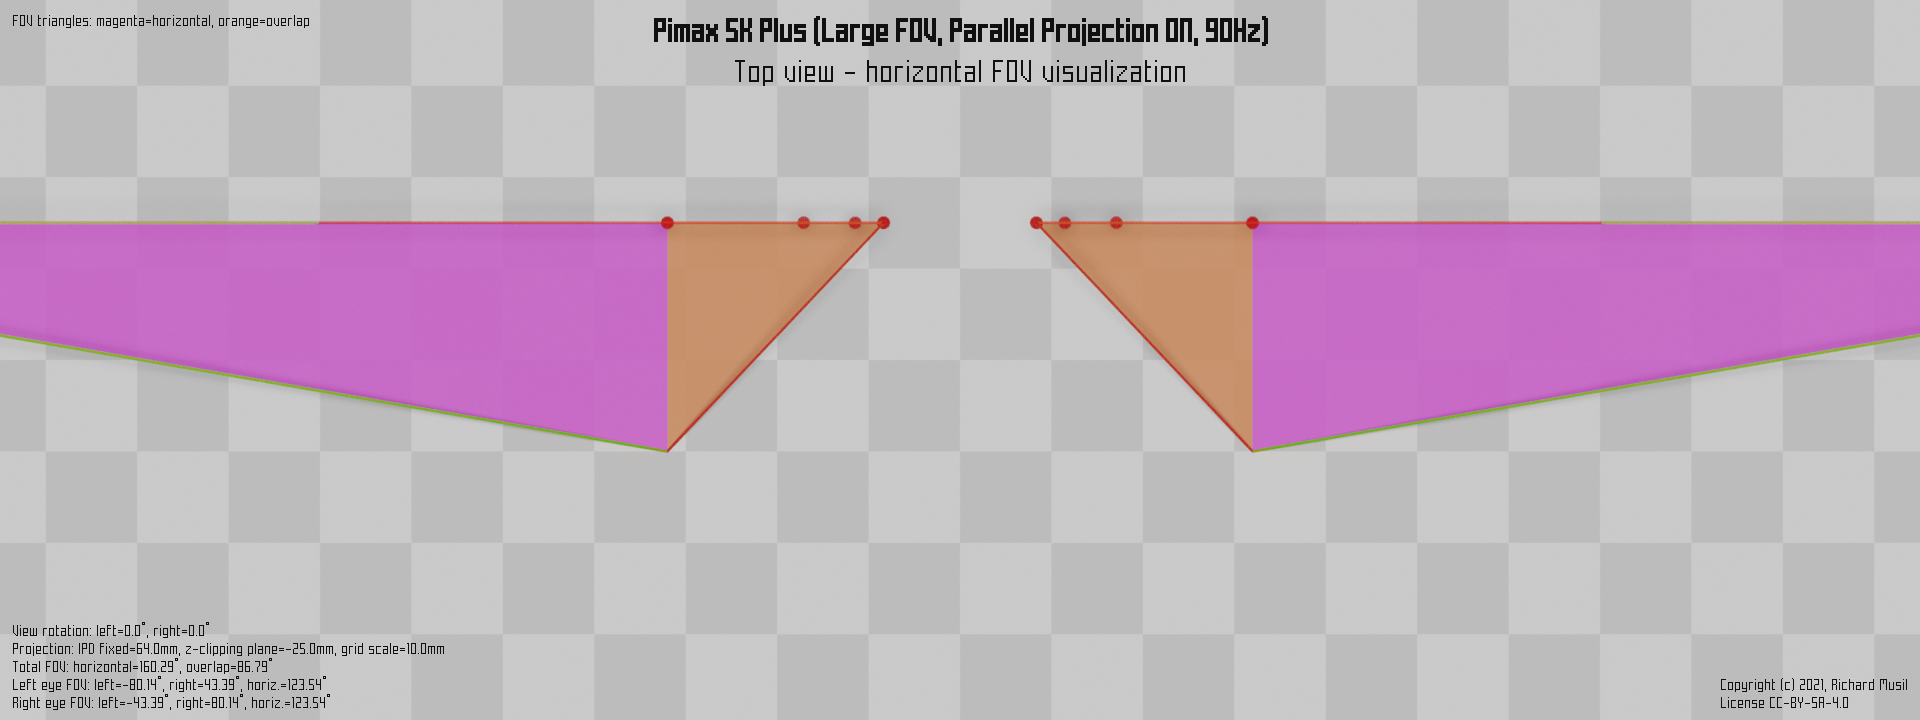 FOV triangles: magenta=horizontal, orange=overlap
Pimax 5K Plus (Large FOV, Parallel Projection ON, 90Hz)
Top view - horizontal FOV visualization
View rotation: left=0.0°, right=0.0°
Projection: IPD fixed=64.0mm, z-clipping plane=-25.0mm, grid scale=10.0mm
Total FOV: horizontal=160.29°, overlap=86.79°
Left eye FOV: left=-80.14°, right=43.39°, horiz.=123.54°
Right eye FOV: left=-43.39°, right=80.14°, horiz.=123.54°
Copyright (c) 2021, Richard Musil
License CC-BY-SA-4.0